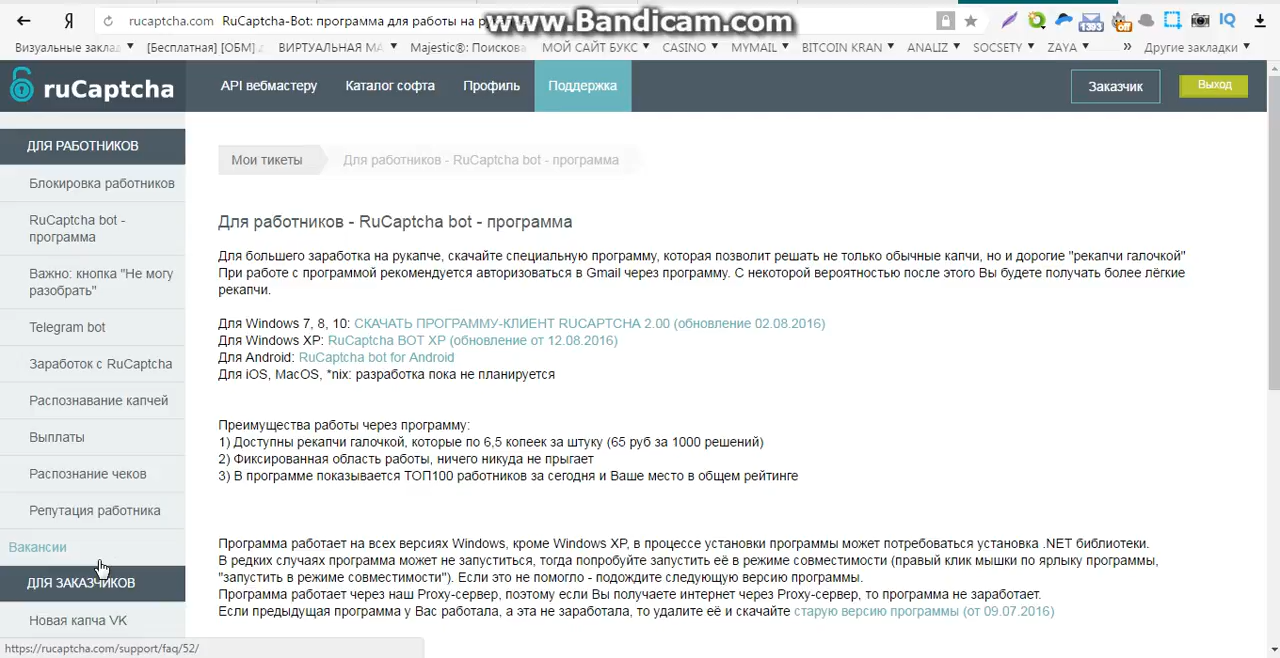 Я rucaptcha.com RuCaptcha-Bot: программа для работы на р
www.Bandicam.com
1393
off
IQ
Визуальные заклад
[Бесплатная] [ОБМ]
ВИРТУАЛЬНАЯ МА
Majestic®: Поискова
МОЙ САЙТ БУКС
CASINO
MYMAIL
BITCOIN KRAN
ANALIZ
SOCSETY
ZAYA
» Другие закладки
ruCaptcha
API вебмастеру
Каталог софта
Профиль
Поддержка
Заказчик
Выход
ДЛЯ РАБОТНИКОВ
Блокировка работников
RuCaptcha bot -
программа
Важно: кнопка "Не могу
разобрать"
Telegram bot
Заработок с RuCaptcha
Распознавание капчей
Выплаты
Распознание чеков
Репутация работника
Вакансии
ДЛЯ ЗАКАЗЧИКОВ
Новая капча VK
Мои тикеты
Для работников - RuCaptcha bot - программа
Для работников - RuCaptcha bot - программа
Для большего заработка на рукапче, скачайте специальную программу, которая позволит решать не только обычные капчи, но и дорогие "рекапчи галочкой"
При работе с программой рекомендуется авторизоваться в Gmail через программу. С некоторой вероятностью после этого Вы будете получать более лёгкие
рекапчи.
Для Windows 7, 8, 10: СКАЧАТЬ ПРОГРАММУ-КЛИЕНТ RUCAPTCHA 2.00 (обновление 02.08.2016)
Для Windows XP: RuCaptcha BOT XP (обновление от 12.08.2016)
Для Android: RuCaptcha bot for Android
Для iOS, MacOS, *nix: разработка пока не планируется
Преимущества работы через программу:
1) Доступны рекапчи галочкой, которые по 6,5 копеек за штуку (65 руб за 1000 решений)
2) Фиксированная область работы, ничего никуда не прыгает
3) В программе показывается ТОП100 работников за сегодня и Ваше место в общем рейтинге
Программа работает на всех версиях Windows, кроме Windows XP, в процессе установки программы может потребоваться установка .NET библиотеки.
В редких случаях программа может не запуститься, тогда попробуйте запустить её в режиме совместимости (правый клик мышки по ярлыку программы,
"запустить в режиме совместимости"). Если это не помогло - подождите следующую версию программы.
Программа работает через наш Proxy-сервер, поэтому если Вы получаете интернет через Proxy-сервер, то программа не заработает.
Если предыдущая программа у Вас работала, а эта не заработала, то удалите её и скачайте старую версию программы (от 09.07.2016)
https://rucaptcha.com/support/faq/52/